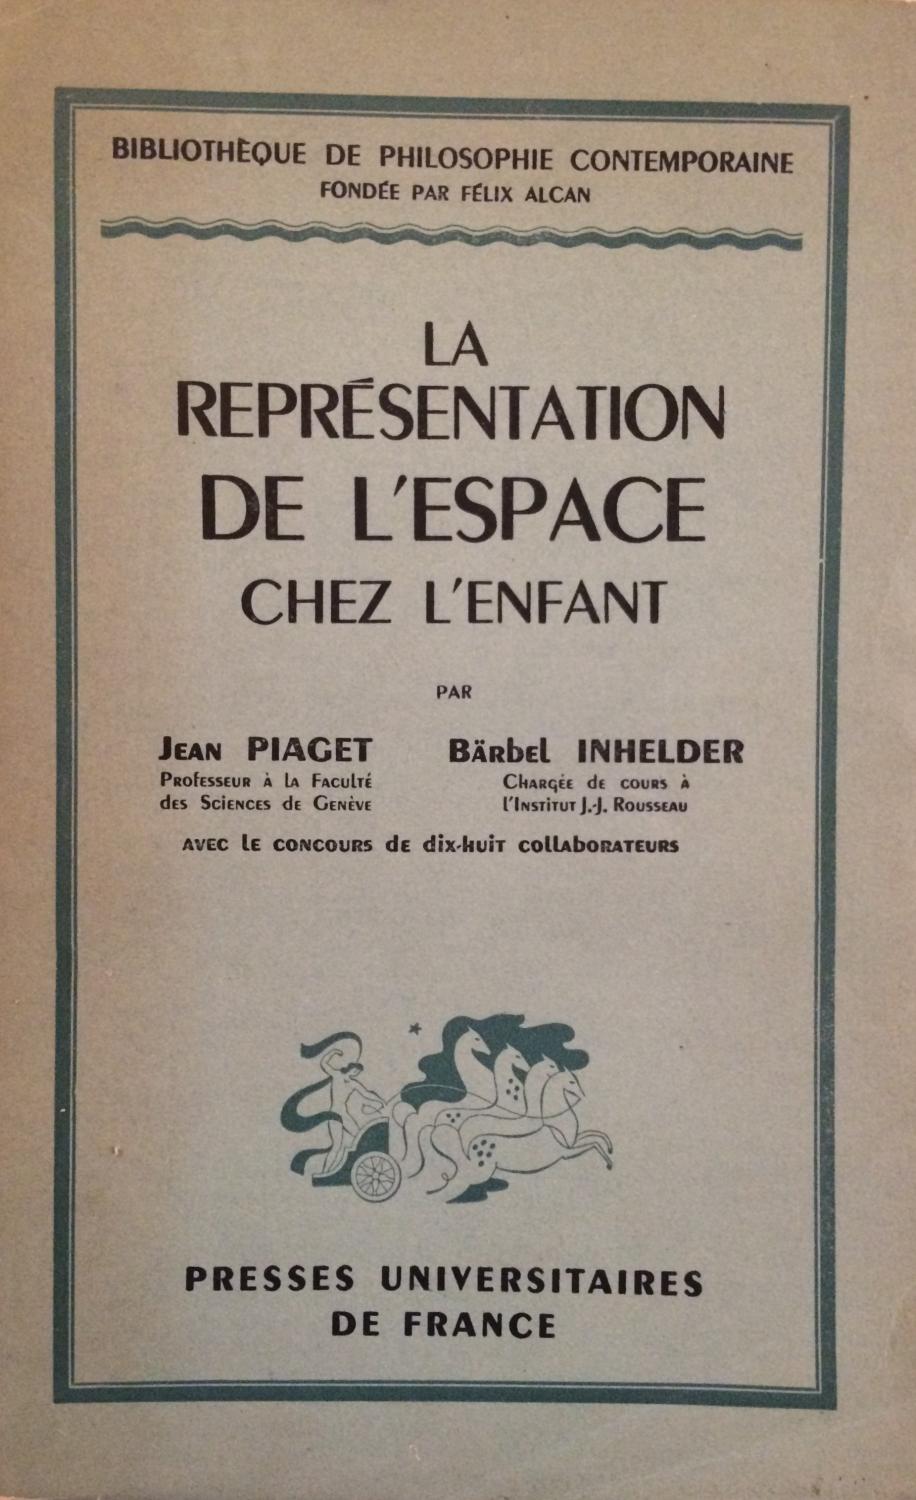 BIBLIOTHÈQUE DE PHILOSOPHIE CONTEMPORAINE
FONDÉE PAR FÉLIX ALCAN
LA
REPRÉSENTATION
DE L'ESPACE
CHEZ L'ENFANT
PAR
JEAN PIAGET
PROFESSEUR À LA FACULTÉ
DES SCIENCES DE GENÈVE
BÄRBEL INHELDER
CHARGÉE DE COURS À
L'INSTITUT J.-J. ROUSSEAU
AVEC LE CONCOURS DE DIX-HUIT COLLABORATEURS
PRESSES UNIVERSITAIRES
DE FRANCE